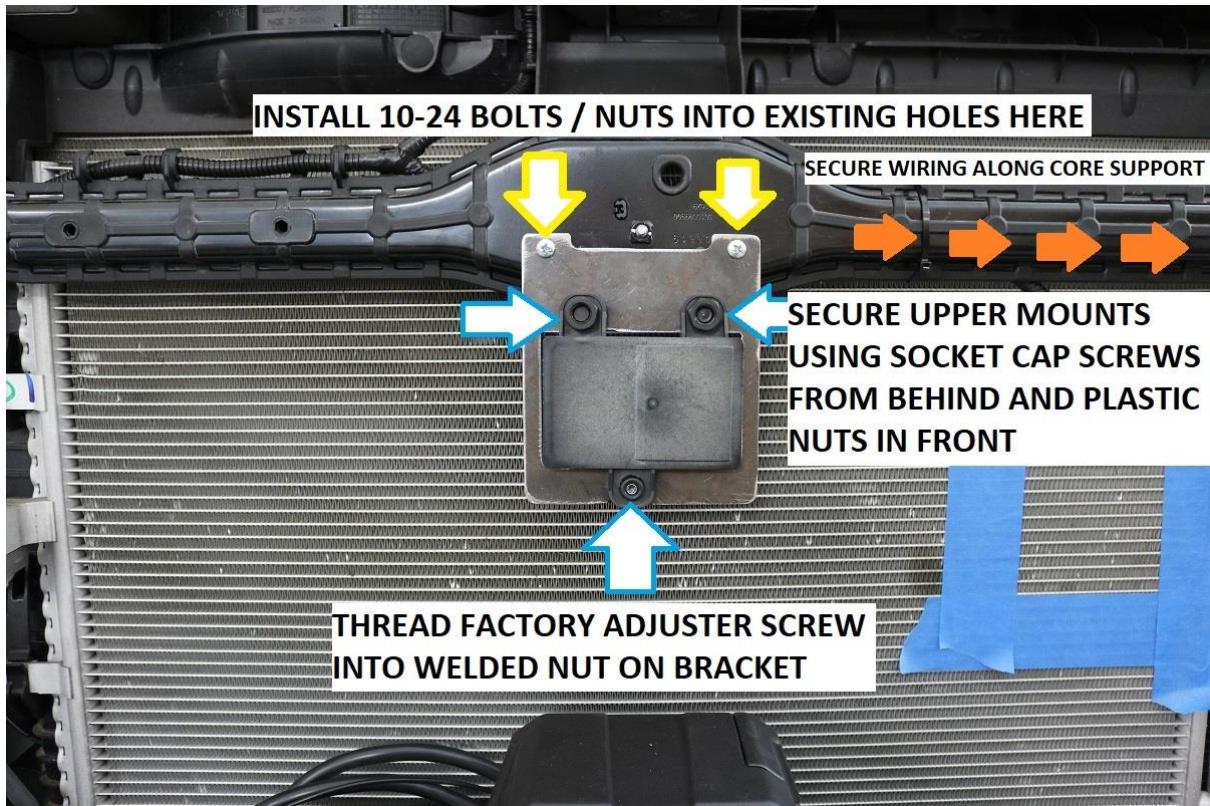 INSTALL 10-24 BOLTS / NUTS INTO EXISTING HOLES HERE
SECURE WIRING ALONG CORE SUPPORT
SECURE UPPER MOUNTS
USING SOCKET CAP SCREWS
FROM BEHIND AND PLASTIC
NUTS IN FRONT
THREAD FACTORY ADJUSTER SCREW
INTO WELDED NUT ON BRACKET